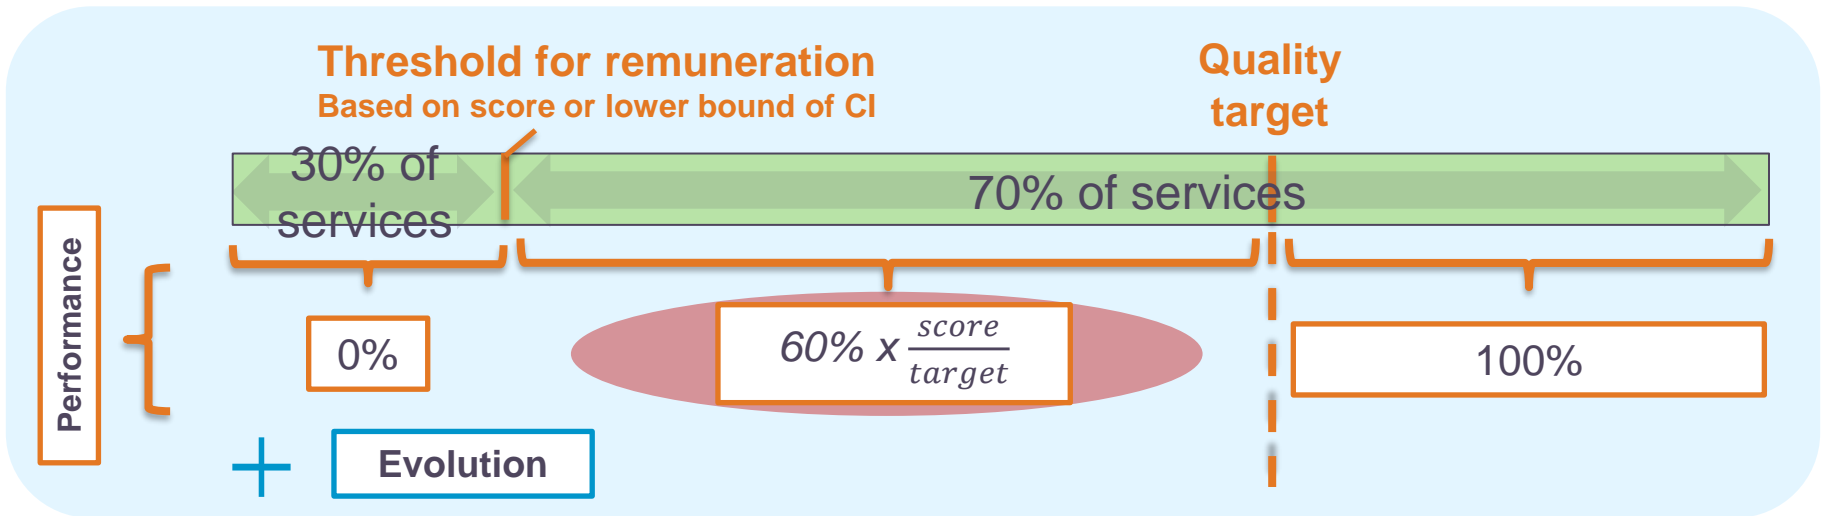 Threshold for remuneration
Based on score or lower bound of CI
Quality
target
30% of
services
70% of services
Performance
0%
60% x score/target
100%
+ Evolution